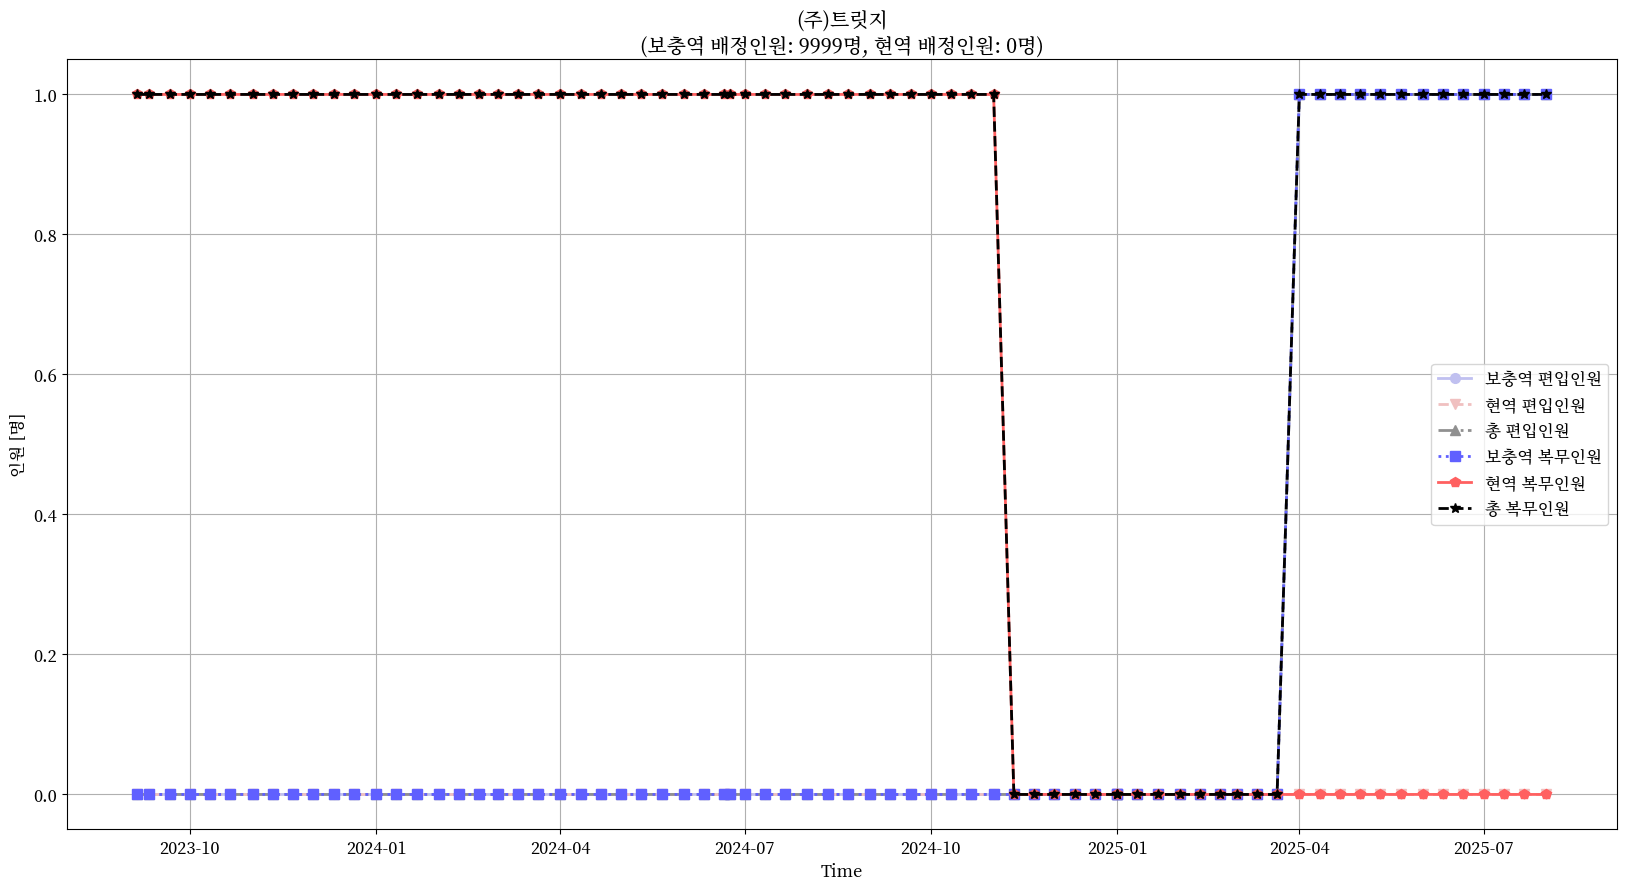 (주)트릿지
(보충역 배정인원: 9999명, 현역 배정인원: 0명)
1.0
0.8
0.6
0.4
0.2
0.0
인원 [명]
보충역 편입인원
현역 편입인원
총 편입인원
보충역 복무인원
현역 복무인원
총 복무인원
2023-10
2024-01
2024-04
2024-07
2024-10
2025-01
2025-04
2025-07
Time